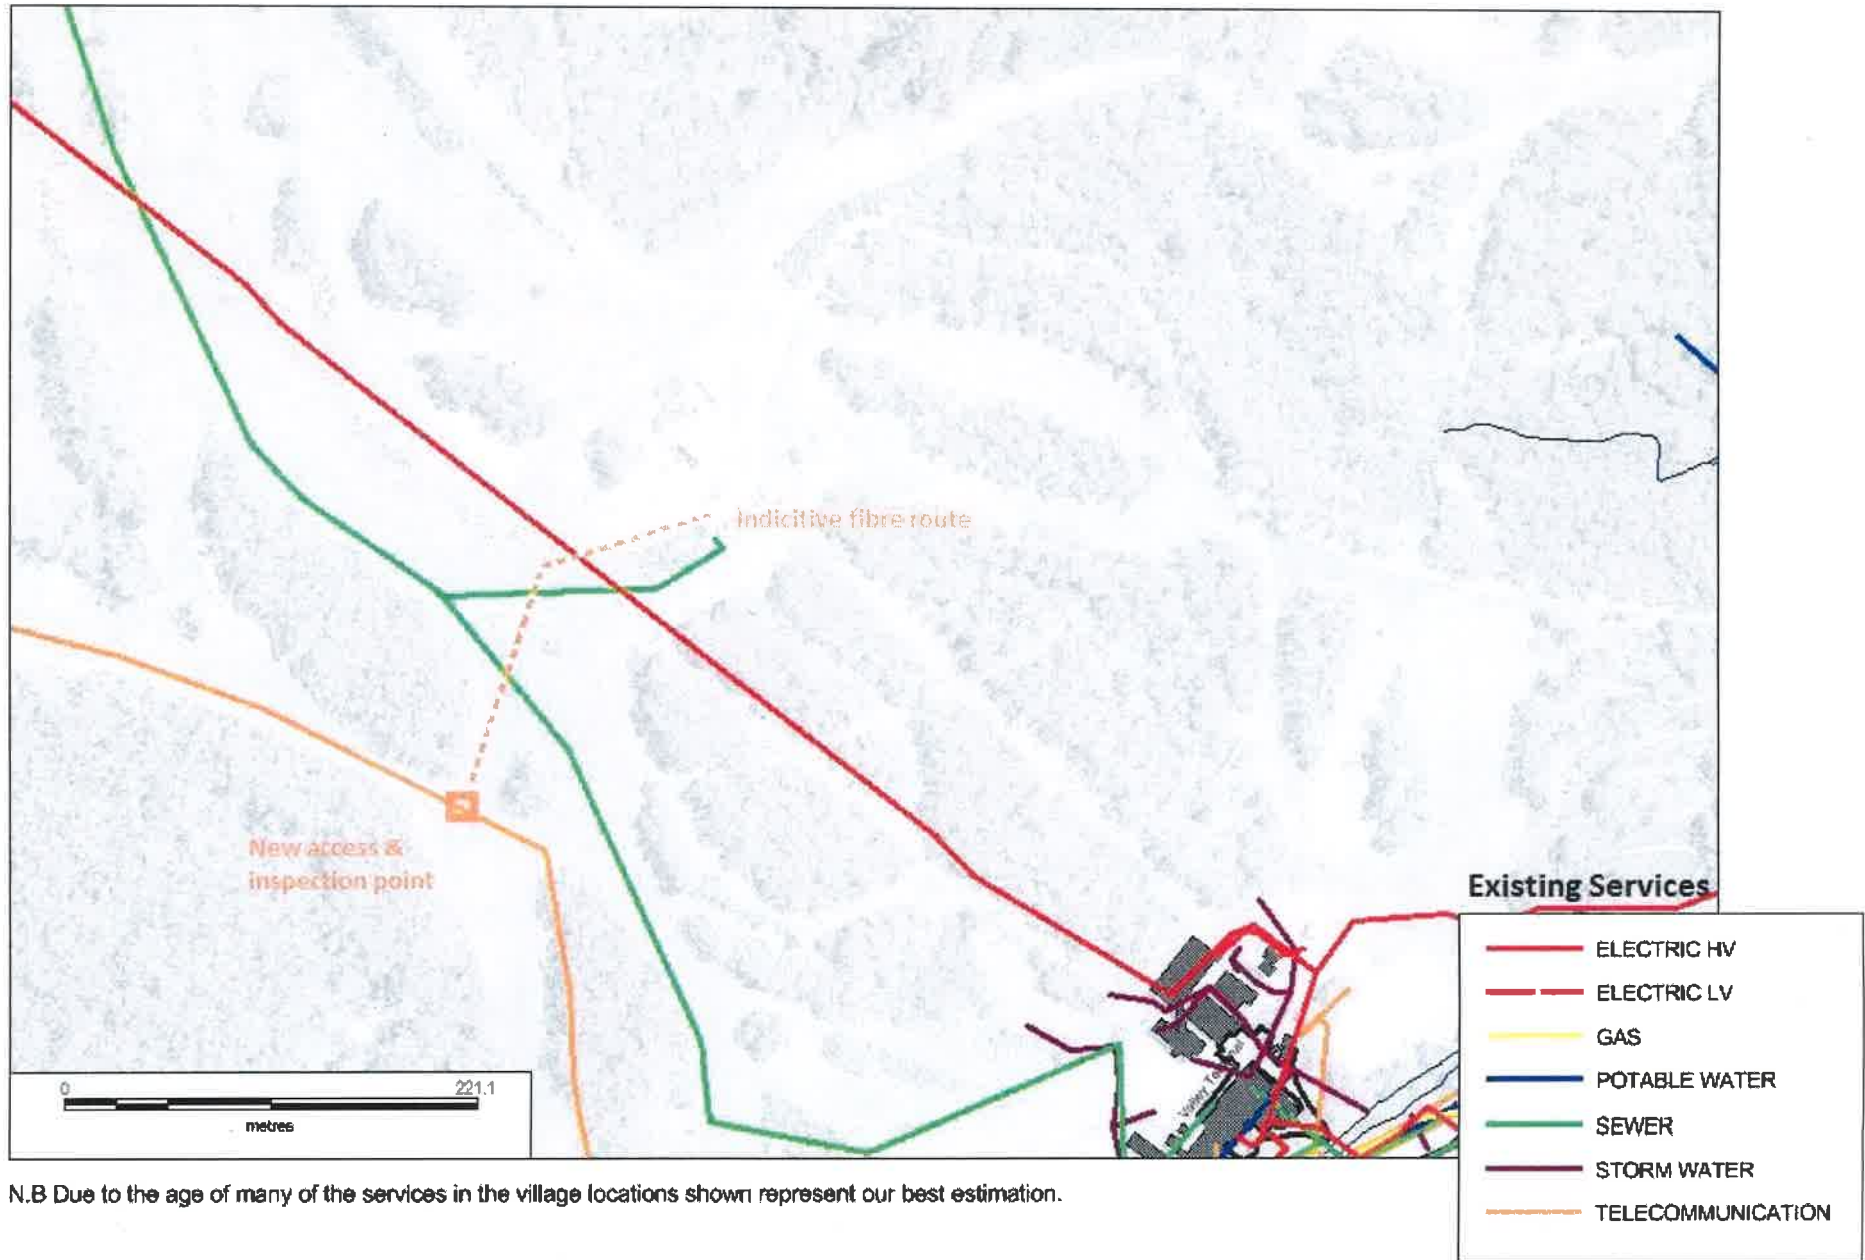 Indicitive fibre route
New access &
inspection point
Existing Services
ELECTRIC HV
ELECTRIC LV
GAS
POTABLE WATER
SEWER
STORM WATER
TELECOMMUNICATION
Valley
0 221.1
metres
N.B Due to the age of many of the services in the village locations shown represent our best estimation.